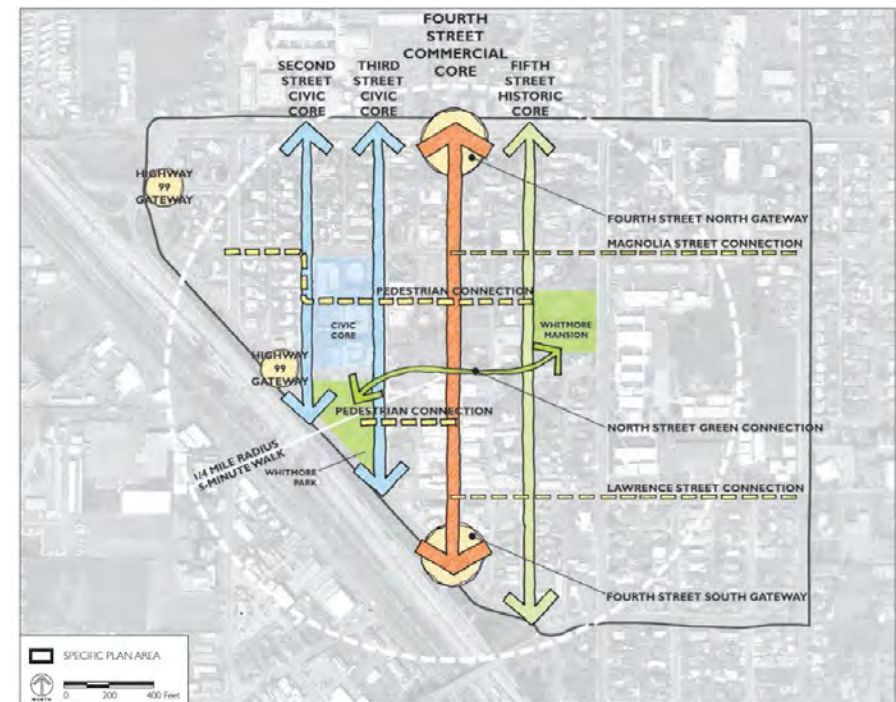 FOURTH
STREET
COMMERCIAL
CORE
SECOND
STREET
CIVIC
CORE
THIRD
STREET
CIVIC
CORE
FIFTH
STREET
HISTORIC
CORE
HIGHWAY
99
GATEWAY
FOURTH STREET NORTH GATEWAY
MAGNOLIA STREET CONNECTION
PEDESTRIAN CONNECTION
CIVIC
CORE
WHITMORE
MANSION
HIGHWAY
99
GATEWAY
PEDESTRIAN CONNECTION
NORTH STREET GREEN CONNECTION
1/4 MILE RADIUS
5-MINUTE WALK
WHITMORE
PARK
LAWRENCE STREET CONNECTION
FOURTH STREET SOUTH GATEWAY
SPECIFIC PLAN AREA
NORTH
0 200 400 Feet